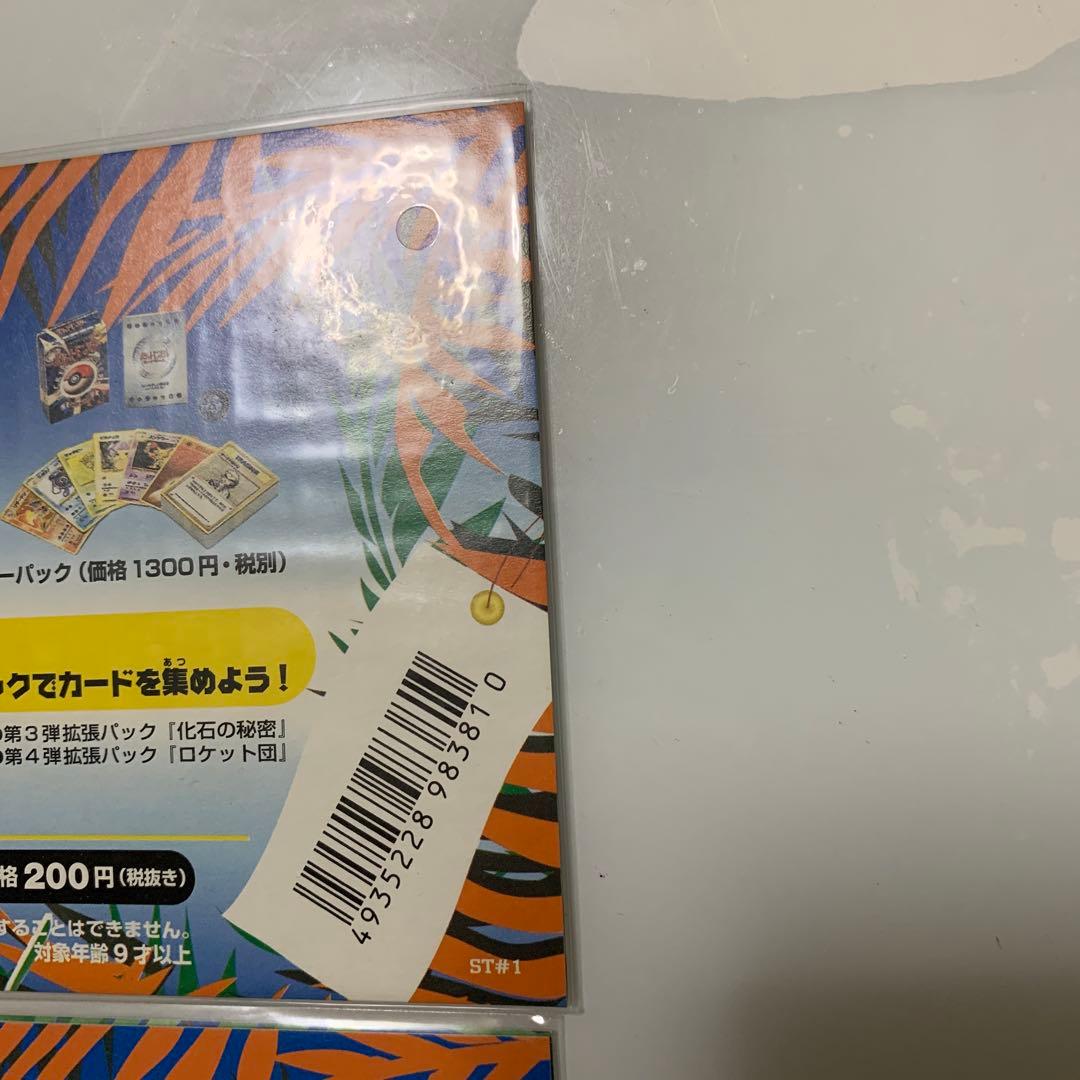 ーパック（価格1300円・税別）
ックでカードを集めよう！
あつ
の第３弾拡張パック『化石の秘密』
の第４弾拡張パック『ロケット団』
格200円（税抜き）
することはできません。
対象年齢９才以上
4935228983810
ST#1